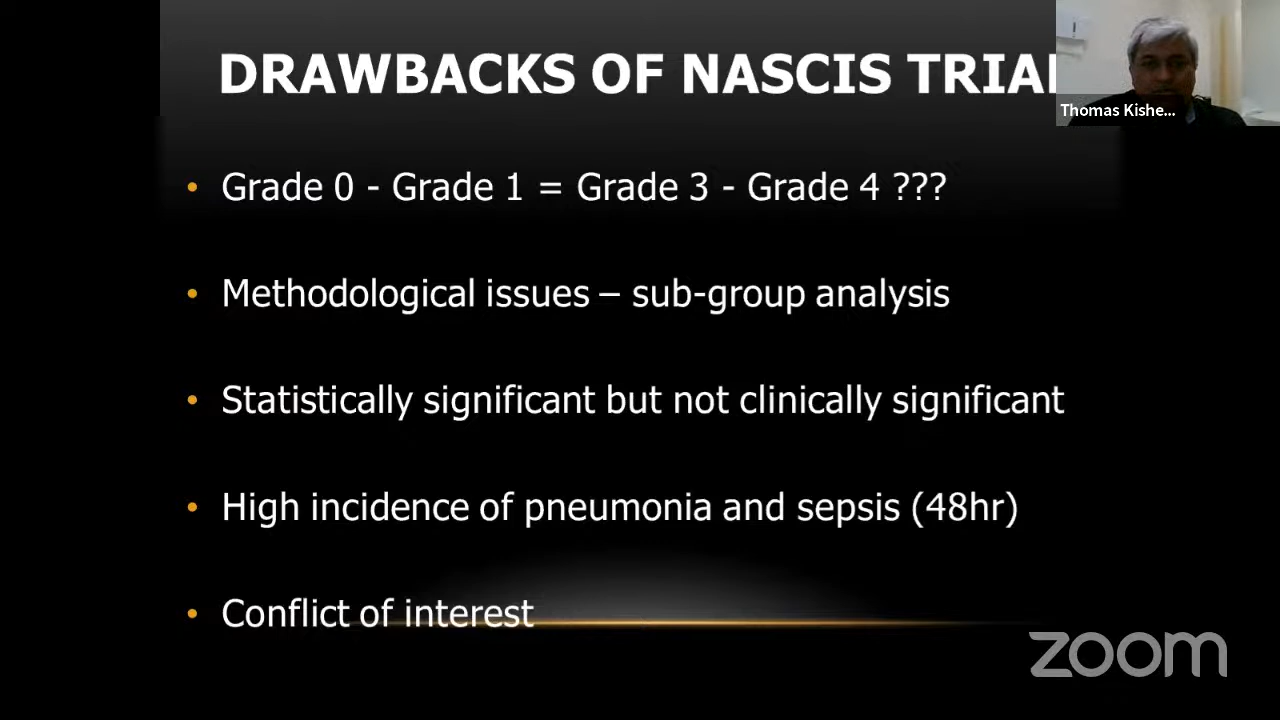 DRAWBACKS OF NASCIS TRIAL
Thomas Kishe...
• Grade 0 - Grade 1 = Grade 3 - Grade 4 ???
• Methodological issues – sub-group analysis
• Statistically significant but not clinically significant
• High incidence of pneumonia and sepsis (48hr)
• Conflict of interest
zoom